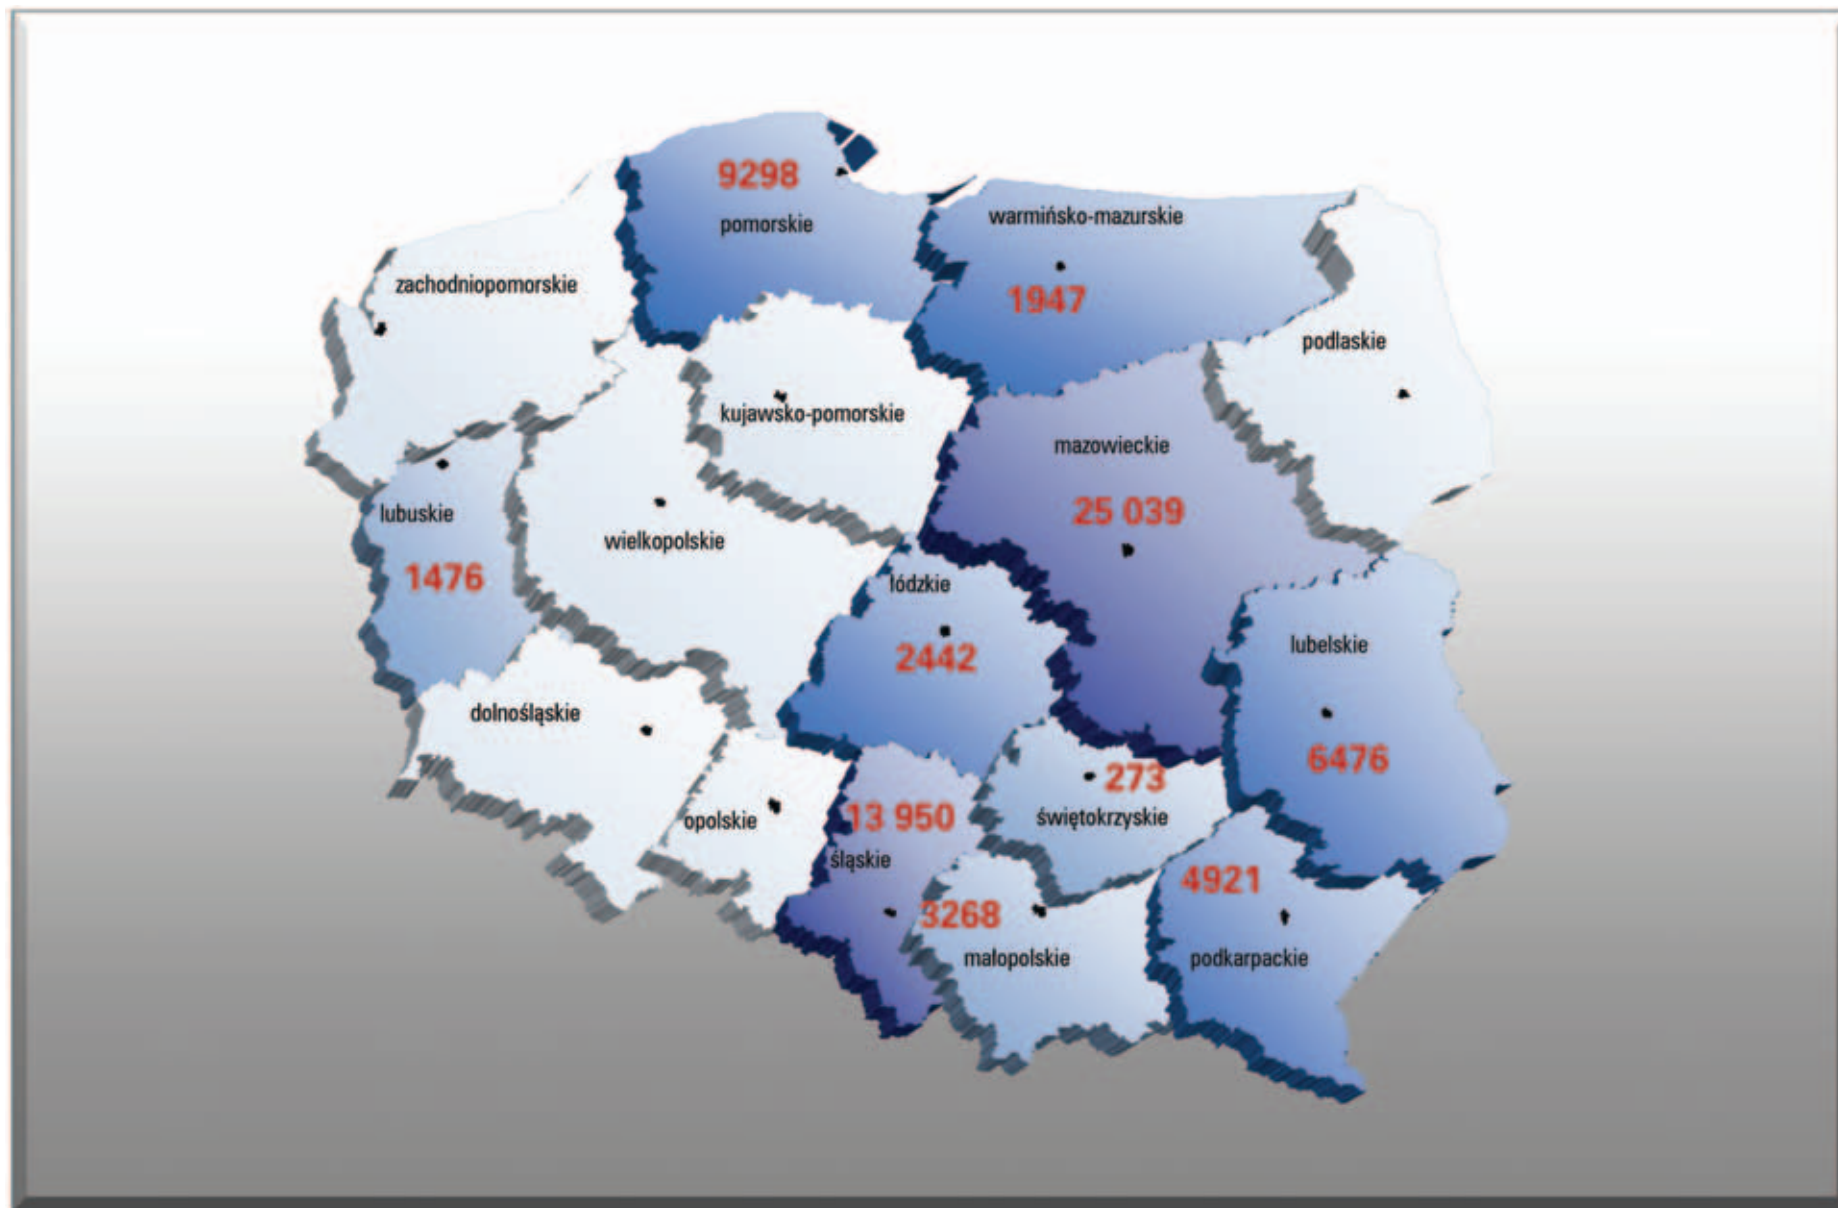 9298
pomorskie
warmińsko-mazurskie
1947
zachodniopomorskie
podlaskie
kujawsko-pomorskie
mazowieckie
25 039
lubuskie
1476
wielkopolskie
łódzkie
2442
lubelskie
6476
dolnośląskie
opolskie
13 950
śląskie
273
świętokrzyskie
3268
małopolskie
4921
podkarpackie